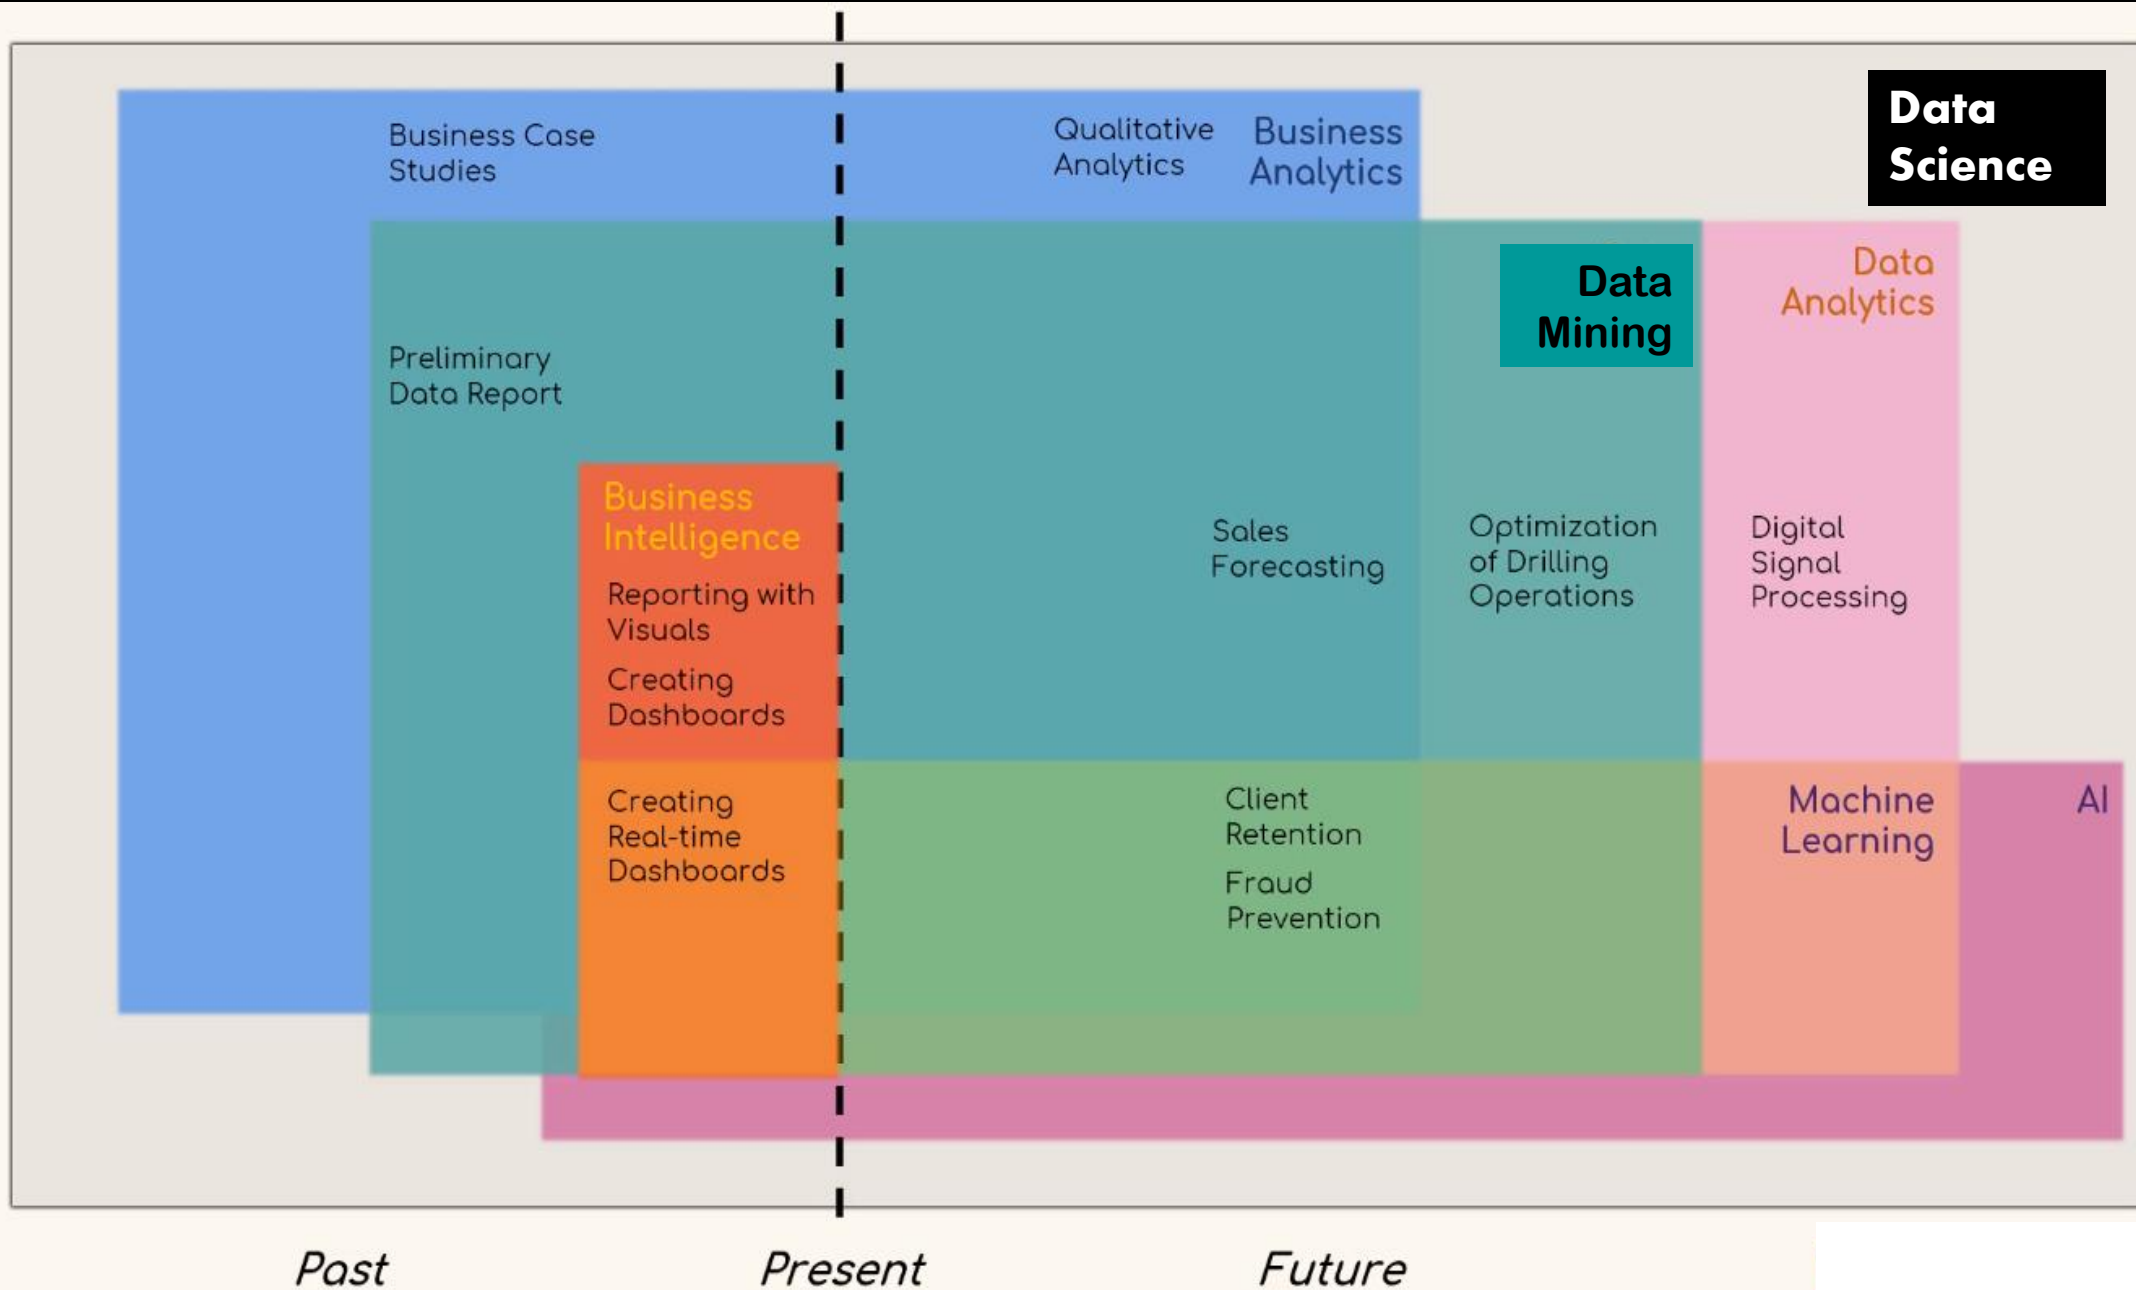 Business Case
Studies
Qualitative
Analytics
Business
Analytics
Data
Science
Data
Mining
Data
Analytics
Preliminary
Data Report
Business
Intelligence
Reporting with
Visuals
Creating
Dashboards
Sales
Forecasting
Optimization
of Drilling
Operations
Digital
Signal
Processing
Creating
Real-time
Dashboards
Client
Retention
Fraud
Prevention
Machine
Learning
AI
Past
Present
Future